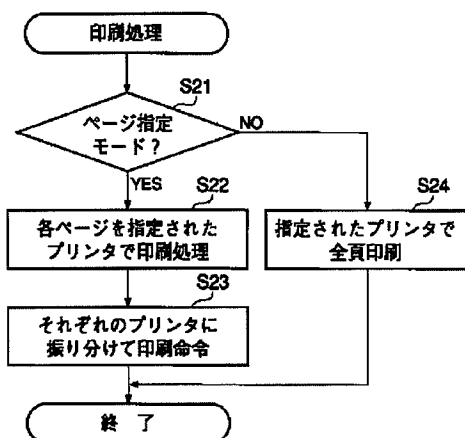 印刷処理
S21
ページ指定
モード?
NO
YES
S22
各ページを指定された
プリンタで印刷処理
S24
指定されたプリンタで
全頁印刷
S23
それぞれのプリンタに
振り分けて印刷命令
終 了